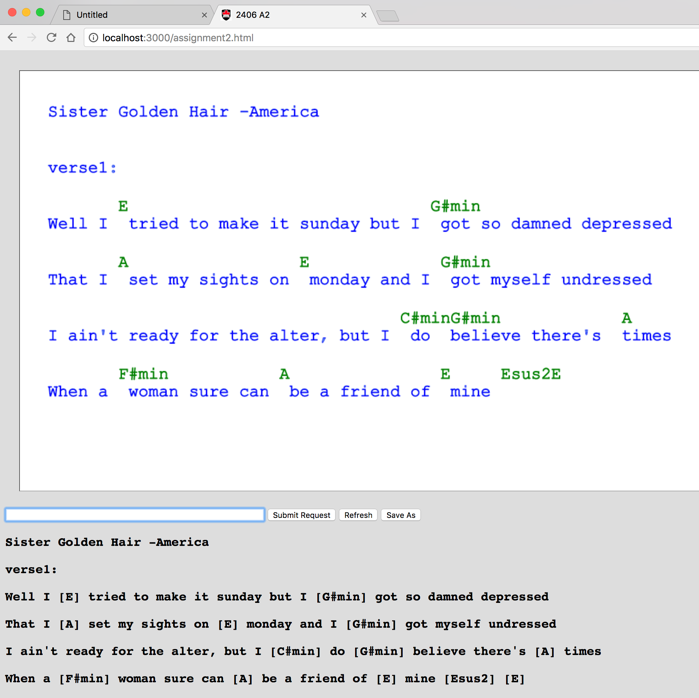 Untitled
2406 A2
localhost:3000/assignment2.html
Sister Golden Hair -America
verse1:
E G#min
Well I tried to make it sunday but I got so damned depressed
A E G#min
That I set my sights on monday and I got myself undressed
C#minG#min A
I ain't ready for the alter, but I do believe there's times
F#min A E Esus2E
When a woman sure can be a friend of mine
Submit Request Refresh Save As
Sister Golden Hair -America
verse1:
Well I [E] tried to make it sunday but I [G#min] got so damned depressed
That I [A] set my sights on [E] monday and I [G#min] got myself undressed
I ain't ready for the alter, but I [C#min] do [G#min] believe there's [A] times
When a [F#min] woman sure can [A] be a friend of [E] mine [Esus2] [E]